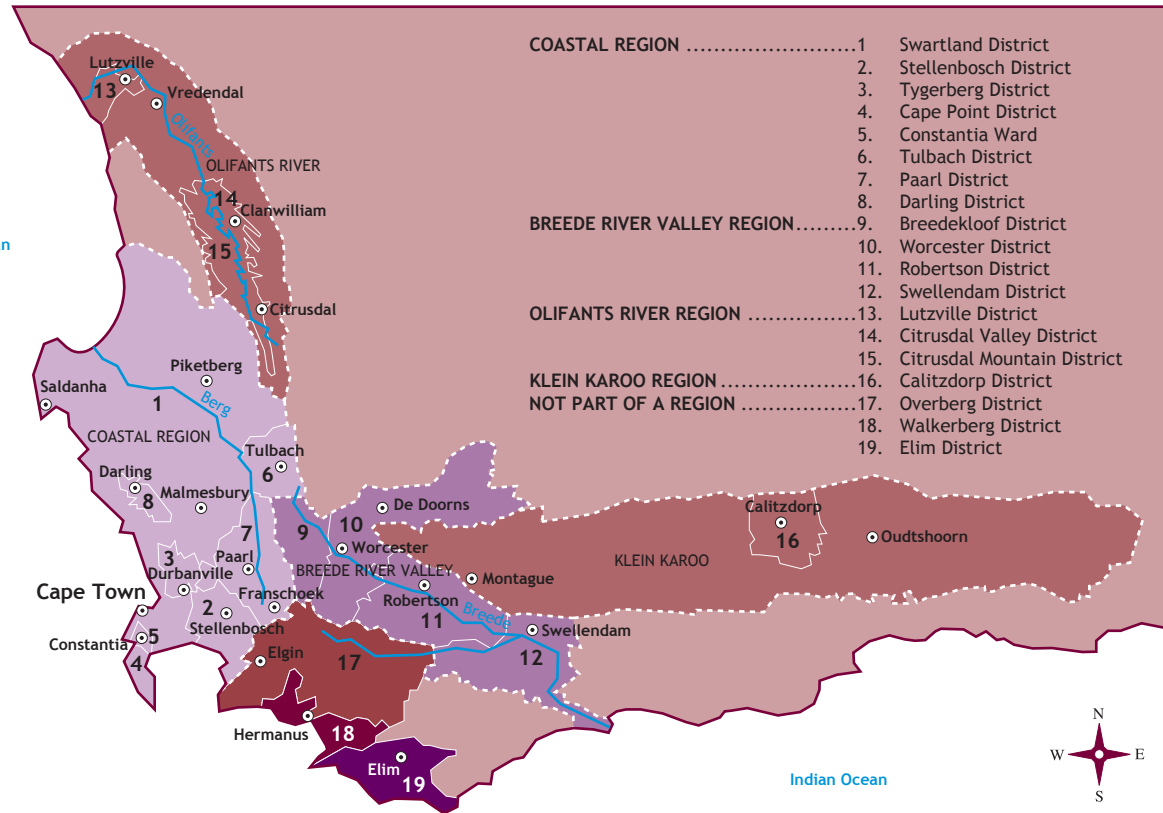 COASTAL REGION ..........................1 Swartland District
2. Stellenbosch District
3. Tygerberg District
4. Cape Point District
5. Constantia Ward
6. Tulbach District
7. Paarl District
8. Darling District
BREEDE RIVER VALLEY REGION.........9. Breedekloof District
10. Worcester District
11. Robertson District
12. Swellendam District
OLIFANTS RIVER REGION .................13. Lutzville District
14. Citrusdal Valley District
15. Citrusdal Mountain District
KLEIN KAROO REGION ....................16. Calitzdorp District
NOT PART OF A REGION .................17. Overberg District
18. Walkerberg District
19. Elim District
Lutzville
13
Vredendal
Olifants
OLIFANTS RIVER
14
Clanwilliam
15
an
Citrusdal
Piketberg
Saldanha
1
Berg
COASTAL REGION
Tulbach
6
Darling
8
Malmesbury
De Doorns
Calitzdorp
16
Oudtshoorn
7
9
10
Worcester
3
Paarl
BREEDE RIVER VALLEY
KLEIN KAROO
Durbanville
Montague
Cape Town
2
Franschoek
Robertson
Breede
Stellenbosch
11
Swellendam
Constantia
5
4
Elgin
17
12
Hermanus
18
Elim
19
Indian Ocean
N
W
E
S